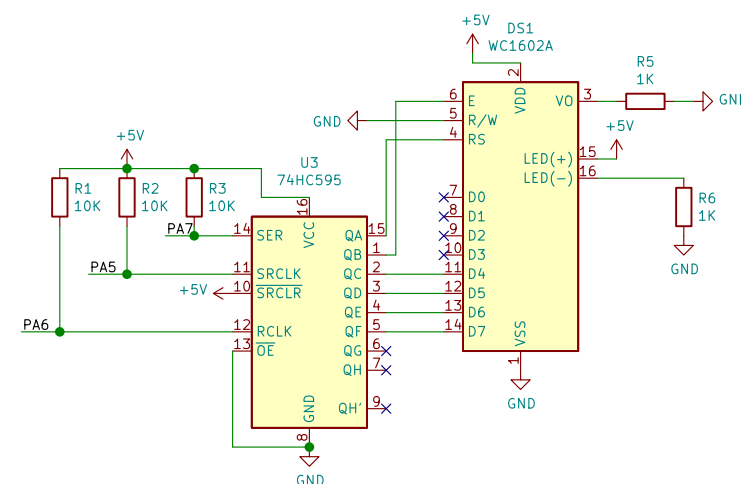 +5V
DS1
WC1602A
2
VDD
6 E
5 R/W
4 RS
GND
VO 3
R5
1K
GND
+5V
LED(+) 15
LED(-) 16
R6
1K
GND
7 D0
8 D1
9 D2
10 D3
11 D4
12 D5
13 D6
14 D7
VSS
1
GND
+5V
R1
10K
R2
10K
R3
10K
PA7
PA5
PA6
+5V
U3
74HC595
16
VCC
14 SER
11 SRCLK
10 SRCLR
12 RCLK
13 OE
QA 15
QB 1
QC 2
QD 3
QE 4
QF 5
QG 6
QH 7
QH' 9
GND
8
GND